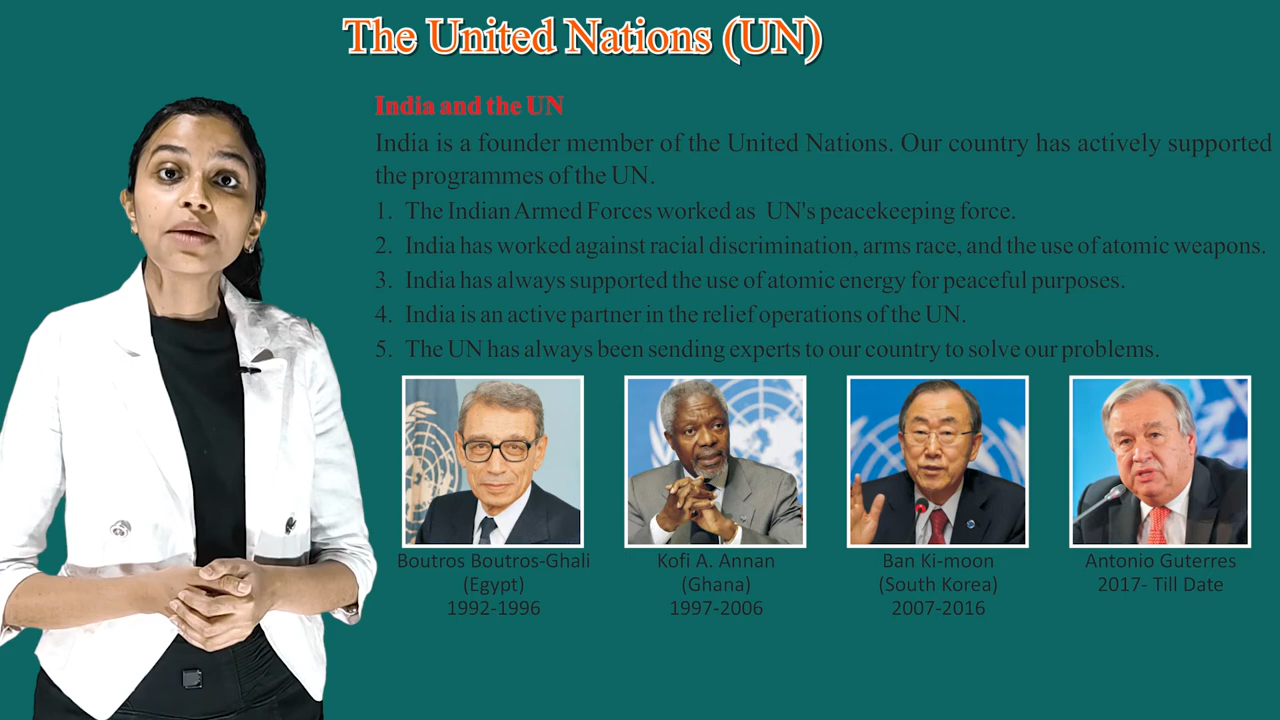 The United Nations (UN)
India and the UN
India is a founder member of the United Nations. Our country has actively supported
the programmes of the UN.
1. The Indian Armed Forces worked as UN's peacekeeping force.
2. India has worked against racial discrimination, arms race, and the use of atomic weapons.
3. India has always supported the use of atomic energy for peaceful purposes.
4. India is an active partner in the relief operations of the UN.
5. The UN has always been sending experts to our country to solve our problems.
Boutros Boutros-Ghali
(Egypt)
1992-1996
Kofi A. Annan
(Ghana)
1997-2006
Ban Ki-moon
(South Korea)
2007-2016
Antonio Guterres
2017- Till Date